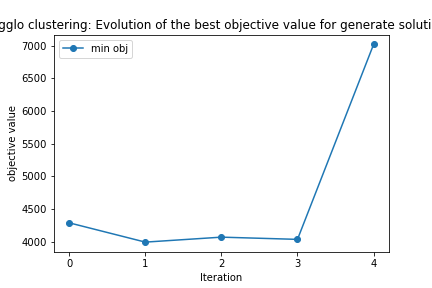 gglo clustering: Evolution of the best objective value for generate soluti
min obj
7000
6500
6000
5500
5000
4500
4000
objective value
0 1 2 3 4
Iteration